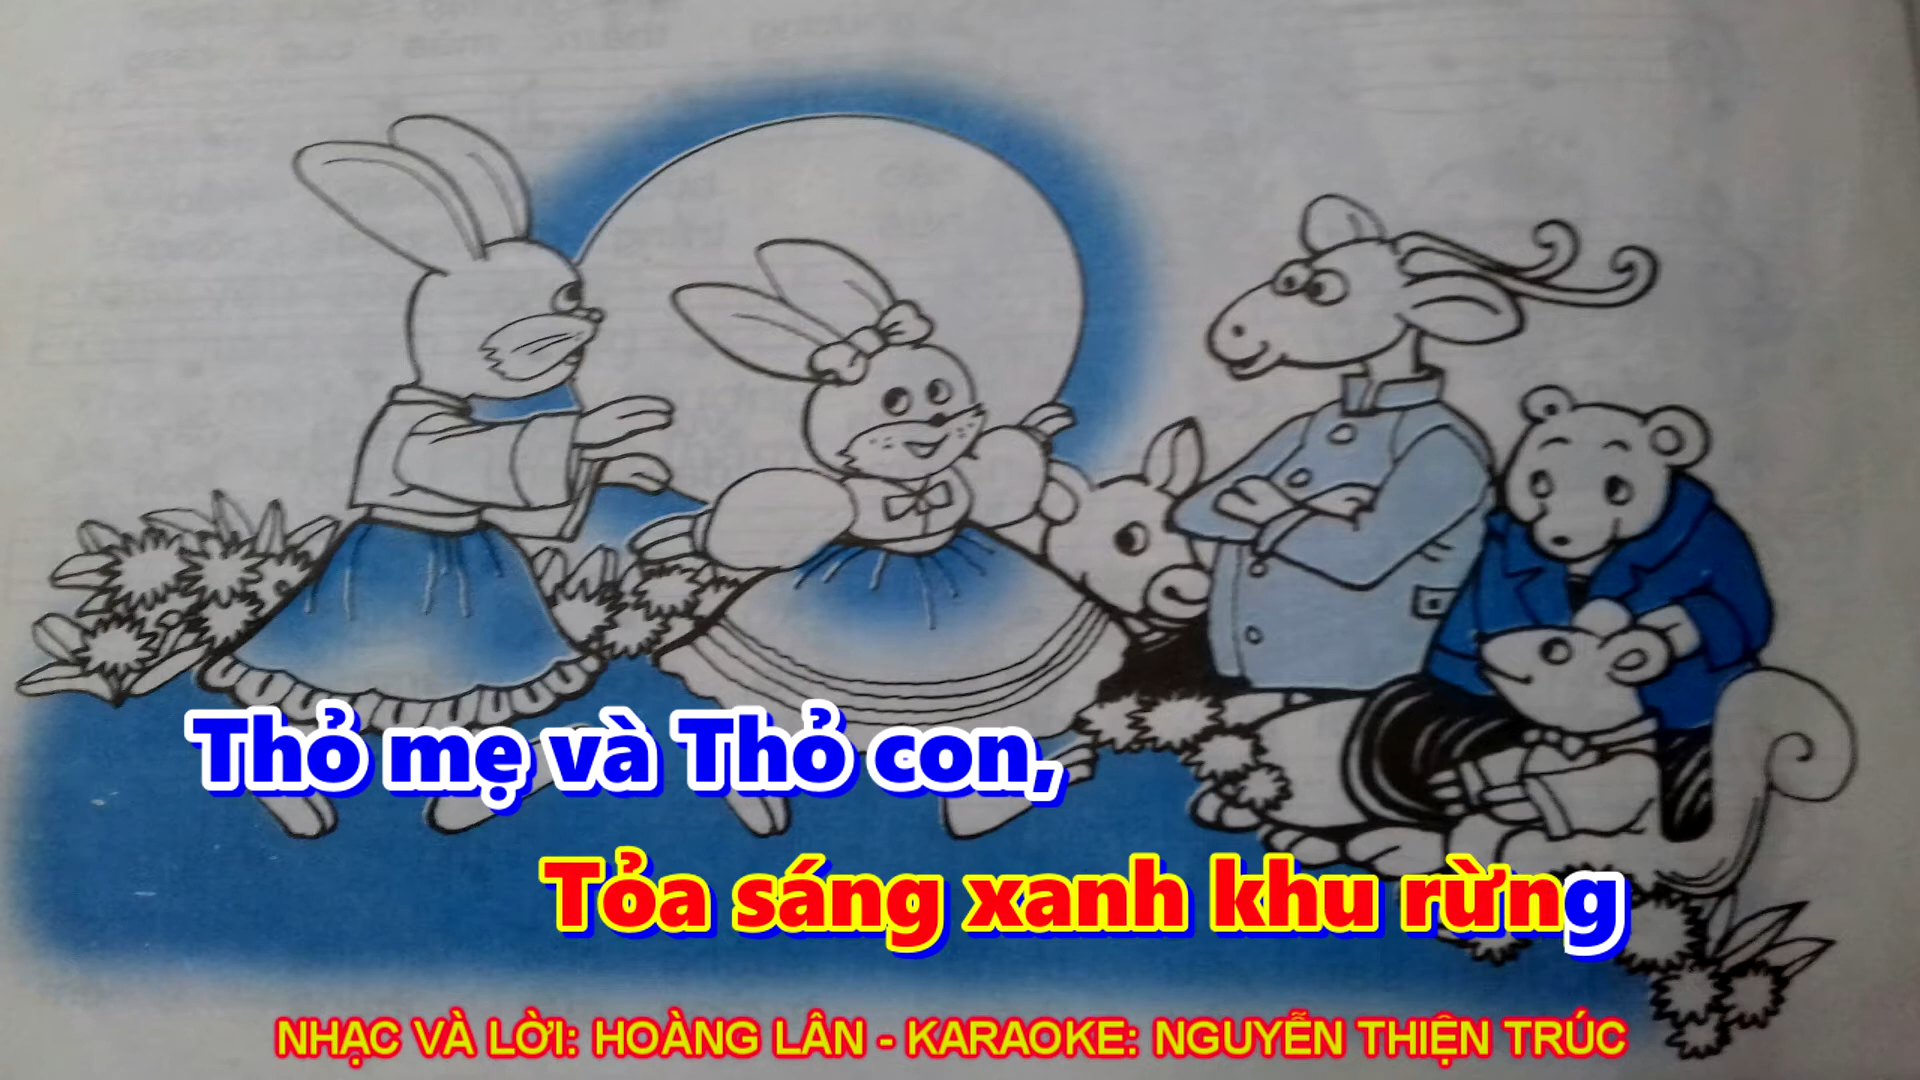 Thỏ mẹ và Thỏ con,
Tỏa sáng xanh khu rừng
NHẠC VÀ LỜI: HOÀNG LÂN - KARAOKE: NGUYỄN THIỆN TRÚC